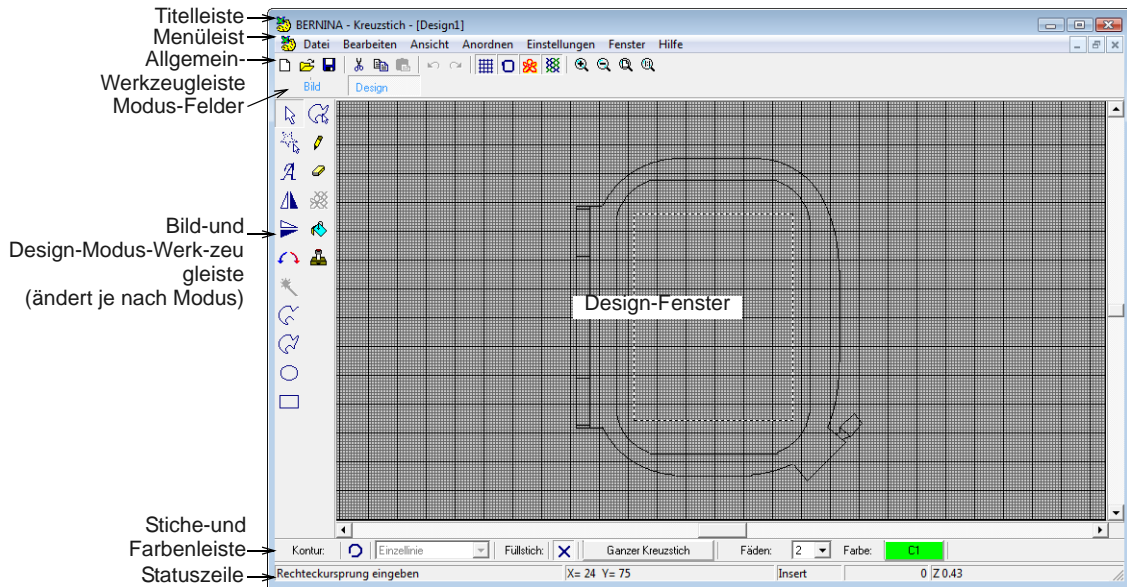 Titelleiste
BERNINA - Kreuzstich - [Design1]
Menüleist
Datei Bearbeiten Ansicht Anordnen Einstellungen Fenster Hilfe
Allgemein-
Werkzeugleiste
Modus-Felder
Bild Design
Bild-und
Design-Modus-Werk-zeu
gleiste
(ändert je nach Modus)
Design-Fenster
Stiche-und
Farbenleiste
Kontur: Einzellinie Füllstich: Ganzer Kreuzstich Fäden: 2 Farbe: C1
Statuszeile
Rechteckursprung eingeben X= 24 Y= 75 Insert 0 Z 0.43